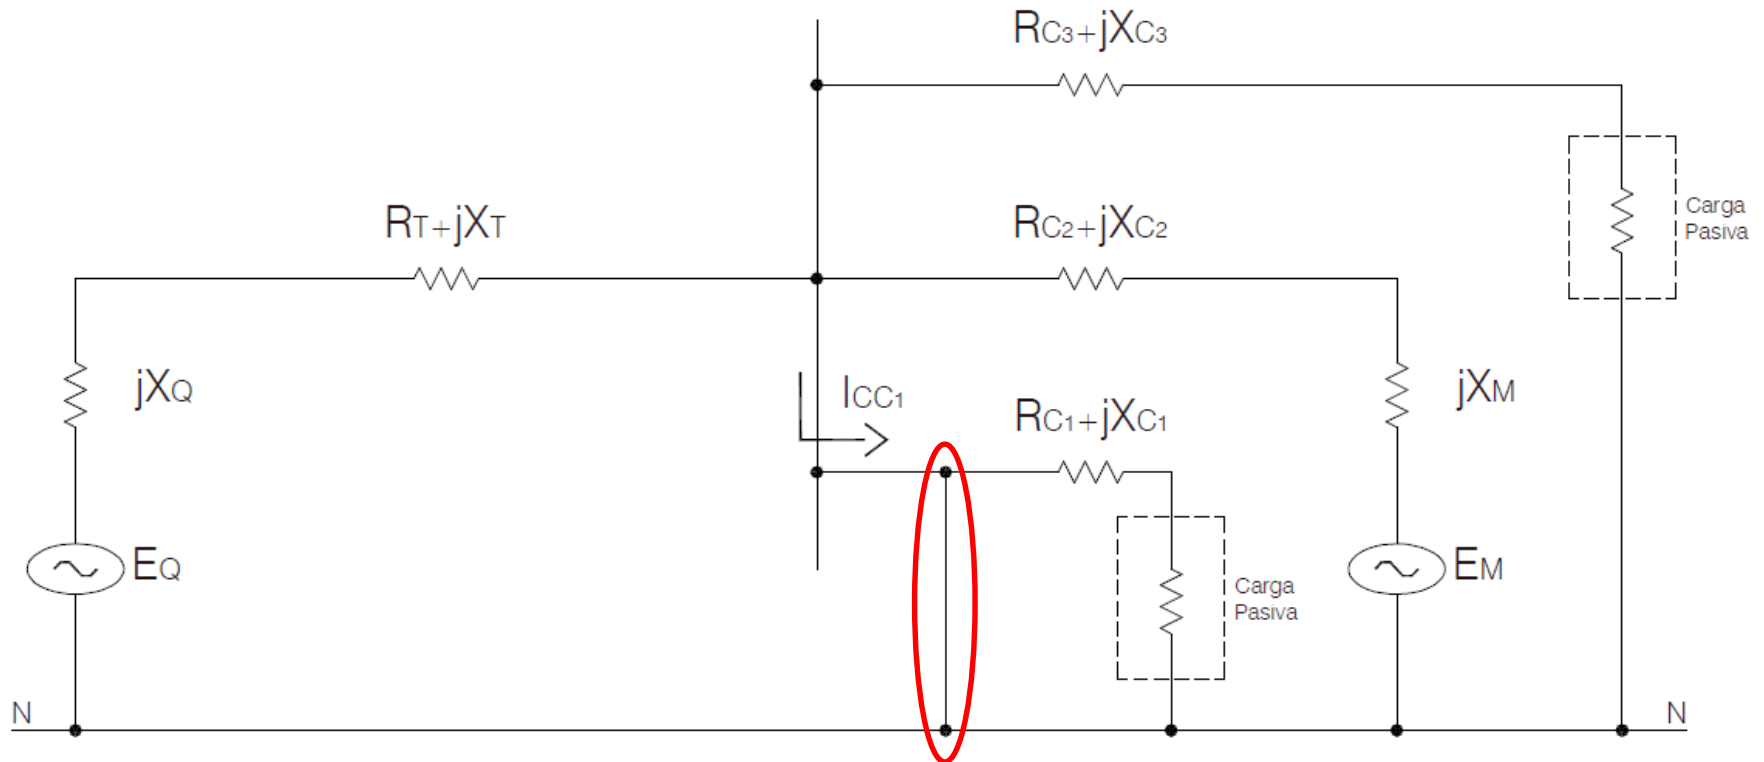 RC3+jXC3
RT+jXT
RC2+jXC2
Carga
Pasiva
jXQ
ICC1
RC1+jXC1
jXM
EQ
Carga
Pasiva
EM
N
N